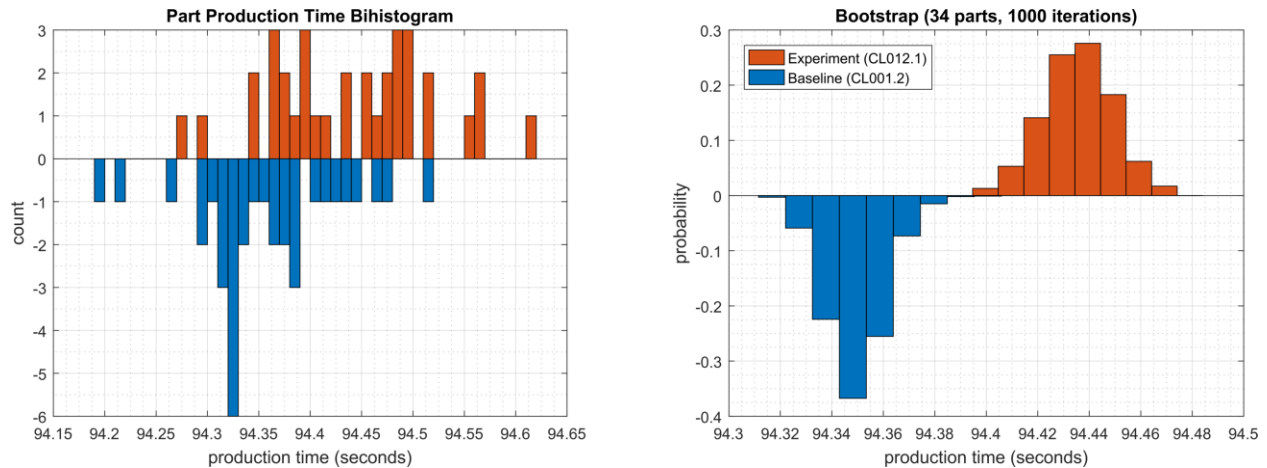 Part Production Time Bihistogram
3
2
1
0
-1
-2
-3
-4
-5
-6
count
94.15 94.2 94.25 94.3 94.35 94.4 94.45 94.5 94.55 94.6 94.65
production time (seconds)
Bootstrap (34 parts, 1000 iterations)
Experiment (CL012.1)
Baseline (CL001.2)
0.3
0.2
0.1
0
-0.1
-0.2
-0.3
-0.4
probability
94.3 94.32 94.34 94.36 94.38 94.4 94.42 94.44 94.46 94.48 94.5
production time (seconds)